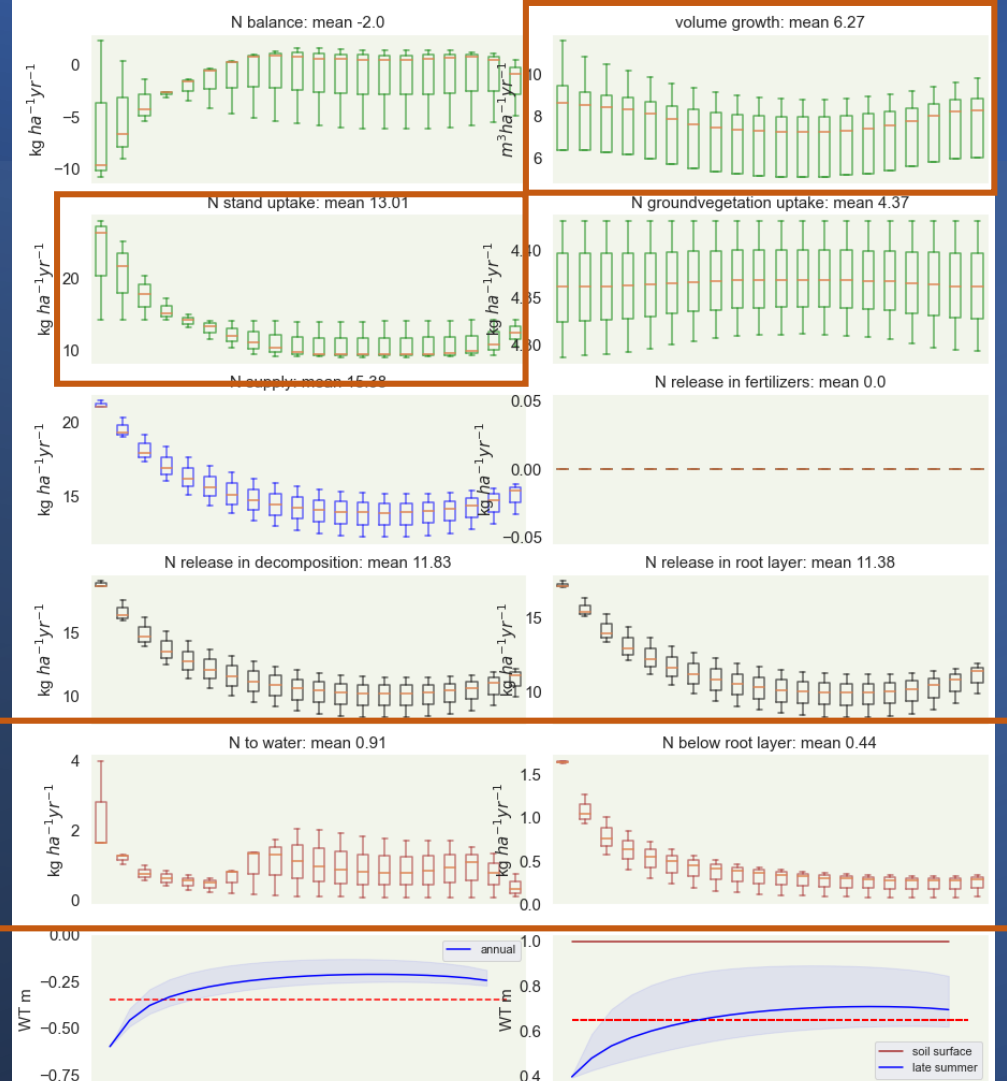 N balance: mean -2.0
volume growth: mean 6.27
kg ha⁻¹yr⁻¹
0
−5
−10
m³ha⁻¹yr⁻¹
10
8
6
N stand uptake: mean 13.01
N groundvegetation uptake: mean 4.37
kg ha⁻¹yr⁻¹
20
10
kg ha⁻¹yr⁻¹
4.40
4.35
4.30
N supply: mean 15.38
N release in fertilizers: mean 0.0
kg ha⁻¹yr⁻¹
20
15
kg ha⁻¹yr⁻¹
0.05
0.00
−0.05
N release in decomposition: mean 11.83
N release in root layer: mean 11.38
kg ha⁻¹yr⁻¹
15
10
kg ha⁻¹yr⁻¹
15
10
N to water: mean 0.91
N below root layer: mean 0.44
kg ha⁻¹yr⁻¹
4
2
0
kg ha⁻¹yr⁻¹
1.5
1.0
0.5
0.0
WT m
0.00
−0.25
−0.50
−0.75
annual
WT m
1.0
0.8
0.6
0.4
soil surface
late summer